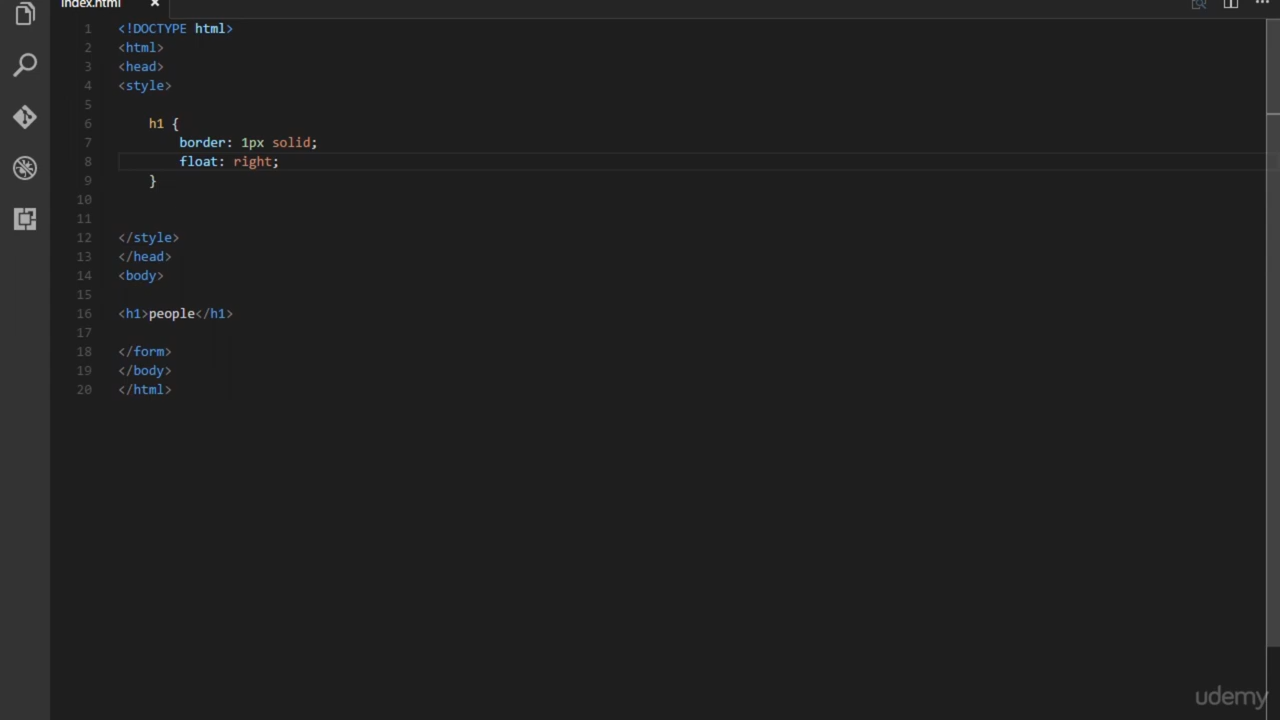 index.html
1 <!DOCTYPE html>
2 <html>
3 <head>
4 <style>
5
6 h1 {
7 border: 1px solid;
8 float: right;
9 }
10
11
12 </style>
13 </head>
14 <body>
15
16 <h1>people</h1>
17
18 </form>
19 </body>
20 </html>
udemy